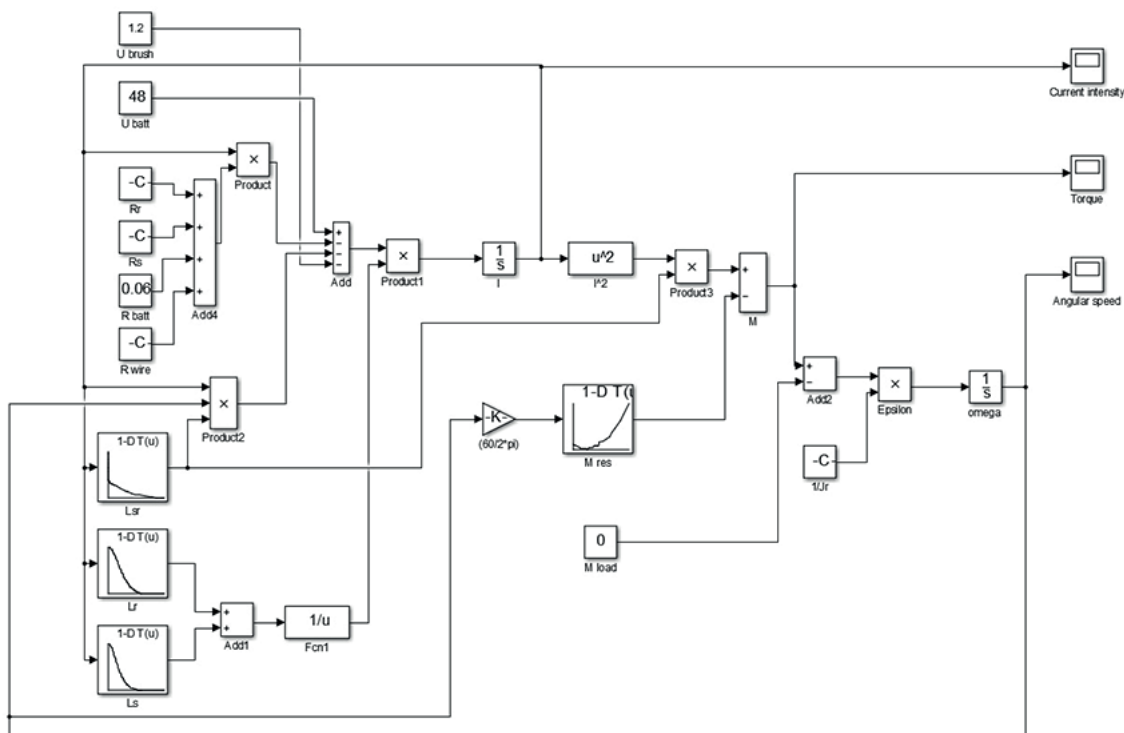 1.2
U brush
48
U batt
Current intensity
×
Product
-C-
Rr
+
+
+
+
Add4
-C-
Rs
0.06
R batt
-C-
R wire
Torque
+
−
−
−
Add
×
Product1
1
s
I
u^2
I^2
×
Product3
+
−
M
Angular speed
×
Product2
-K-
(60/2*pi)
1-D T(u
M res
+
−
Add2
×
Epsilon
1
s
omega
-C-
1/Jr
1-D T(u)
Lsr
0
M load
1-D T(u)
Lr
+
+
Add1
1/u
Fcn1
1-D T(u)
Ls